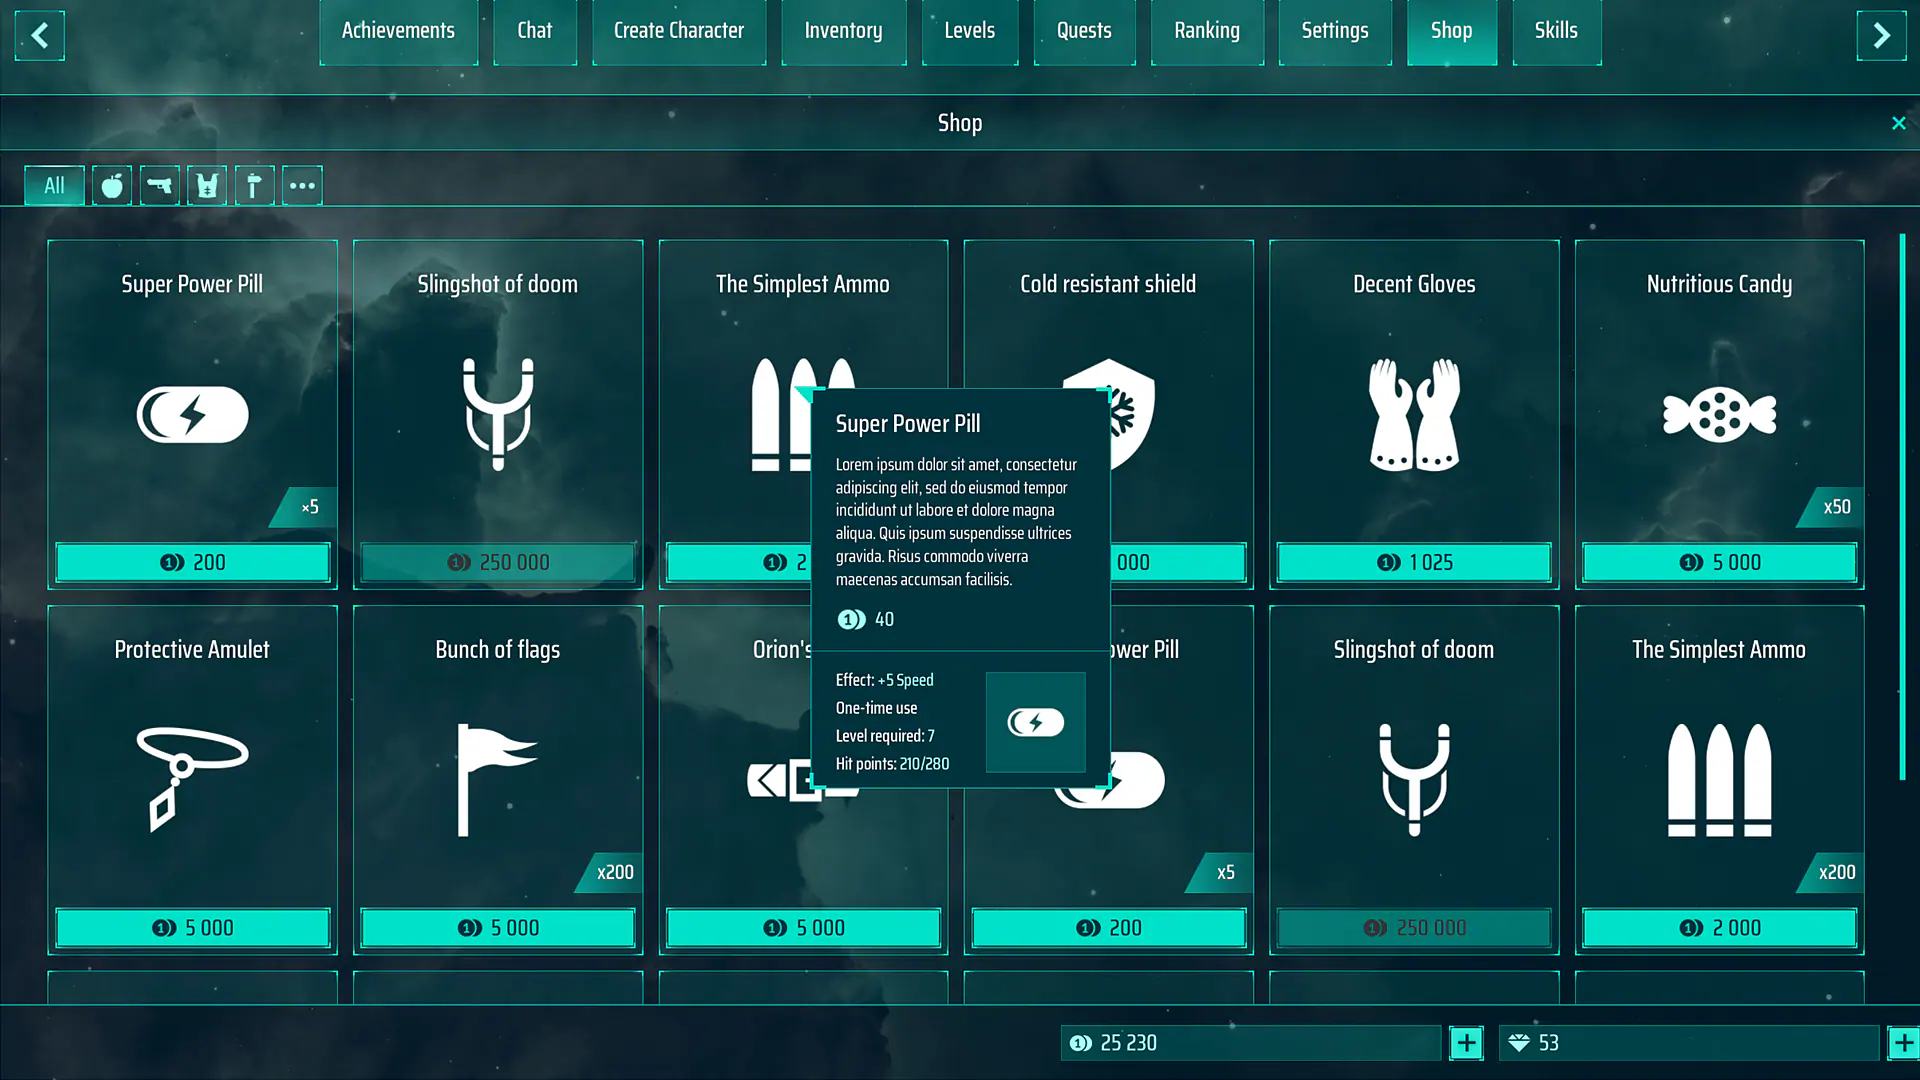 Achievements
Chat
Create Character
Inventory
Levels
Quests
Ranking
Settings
Shop
Skills
Shop
All
Super Power Pill
Slingshot of doom
The Simplest Ammo
Cold resistant shield
Decent Gloves
Nutritious Candy
×5
x50
200
250 000
2
000
1 025
5 000
Super Power Pill
Lorem ipsum dolor sit amet, consectetur
adipiscing elit, sed do eiusmod tempor
incididunt ut labore et dolore magna
aliqua. Quis ipsum suspendisse ultrices
gravida. Risus commodo viverra
maecenas accumsan facilisis.
40
Effect: +5 Speed
One-time use
Level required: 7
Hit points: 210/280
Protective Amulet
Bunch of flags
Orion's
ower Pill
Slingshot of doom
The Simplest Ammo
x200
x5
x200
5 000
5 000
5 000
200
250 000
2 000
25 230
53